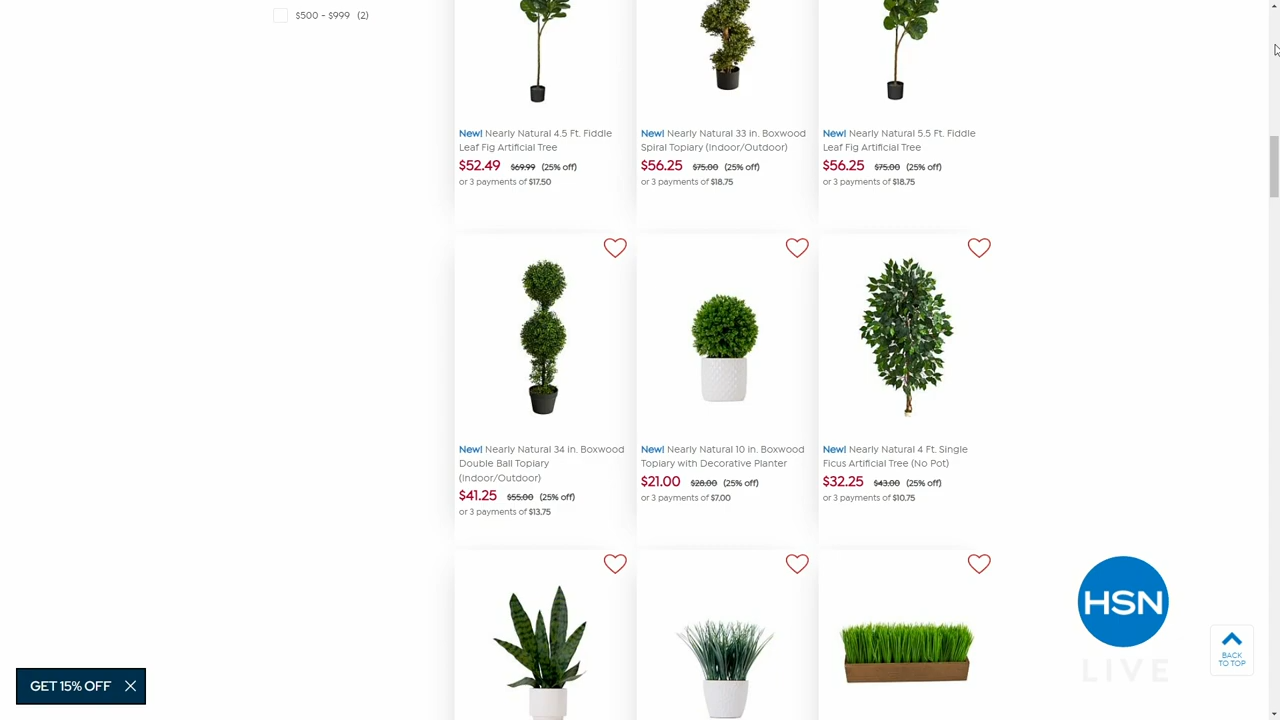 $500 - $999 (2)
New! Nearly Natural 4.5 Ft. Fiddle
Leaf Fig Artificial Tree
$52.49 $69.99 (25% off)
or 3 payments of $17.50
New! Nearly Natural 33 in. Boxwood
Spiral Topiary (Indoor/Outdoor)
$56.25 $75.00 (25% off)
or 3 payments of $18.75
New! Nearly Natural 5.5 Ft. Fiddle
Leaf Fig Artificial Tree
$56.25 $75.00 (25% off)
or 3 payments of $18.75
New! Nearly Natural 34 in. Boxwood
Double Ball Topiary
(Indoor/Outdoor)
$41.25 $55.00 (25% off)
or 3 payments of $13.75
New! Nearly Natural 10 in. Boxwood
Topiary with Decorative Planter
$21.00 $28.00 (25% off)
or 3 payments of $7.00
New! Nearly Natural 4 Ft. Single
Ficus Artificial Tree (No Pot)
$32.25 $43.00 (25% off)
or 3 payments of $10.75
HSN
LIVE
BACK
TO TOP
GET 15% OFF